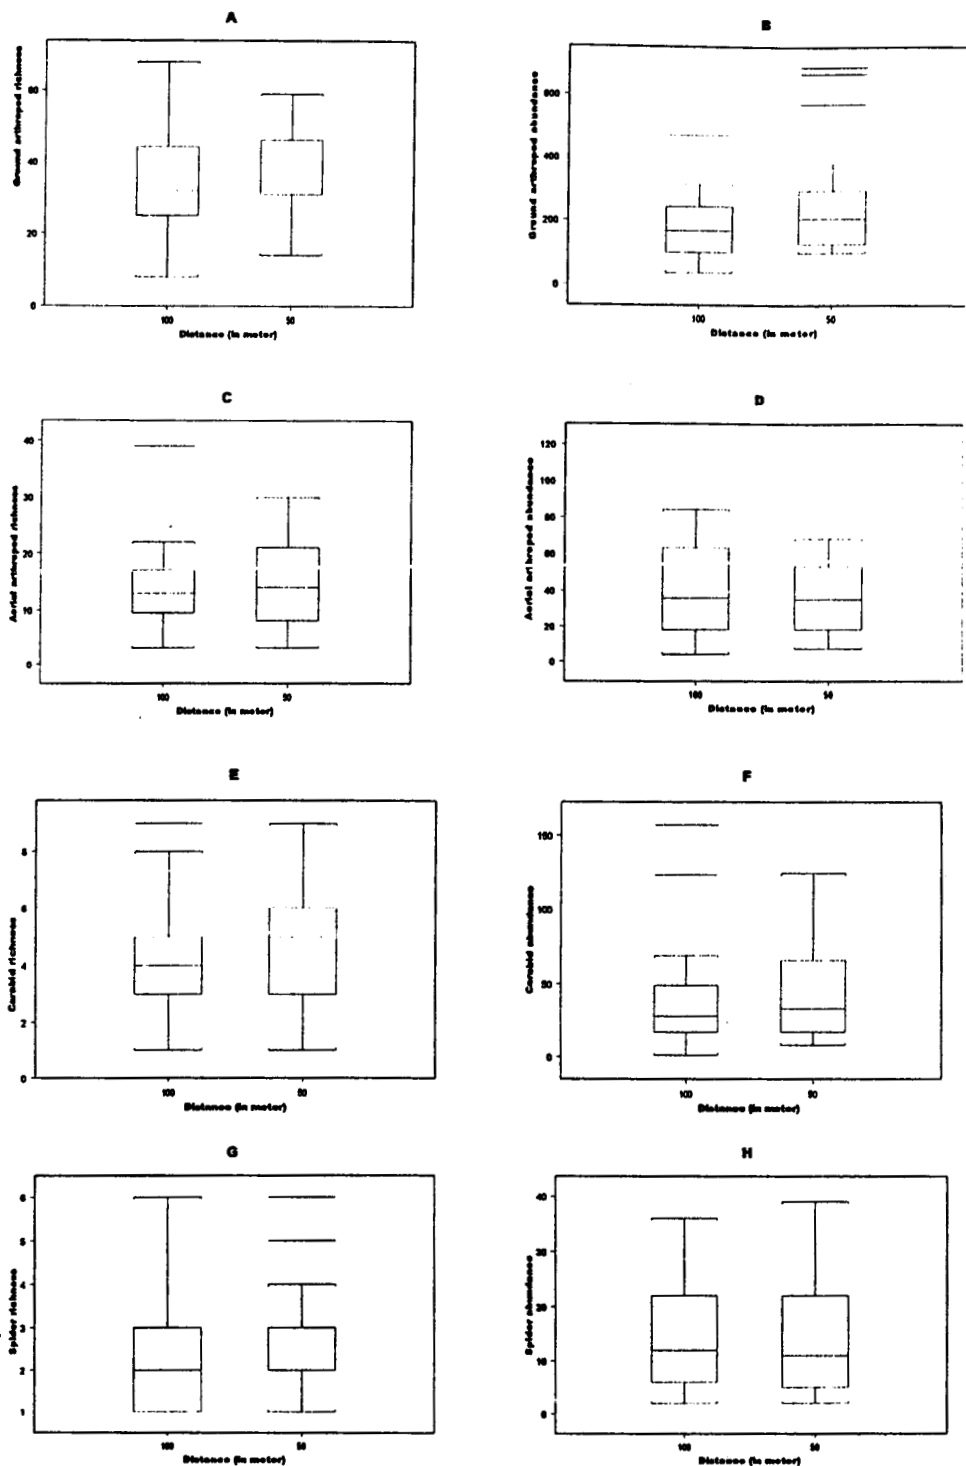 A
Ground arthropod richness
60
40
20
0
100
50
Distance (in meter)
B
Ground arthropod abundance
600
400
200
0
100
50
Distance (in meter)
C
Aerial arthropod richness
40
30
20
10
0
100
50
Distance (in meter)
D
Aerial arthropod abundance
120
100
80
60
40
20
0
100
50
Distance (in meter)
E
Carabid richness
8
6
4
2
0
100
50
Distance (in meter)
F
Carabid abundance
150
100
50
0
100
50
Distance (in meter)
G
Spider richness
6
5
4
3
2
1
100
50
Distance (in meter)
H
Spider abundance
40
30
20
10
0
100
50
Distance (in meter)